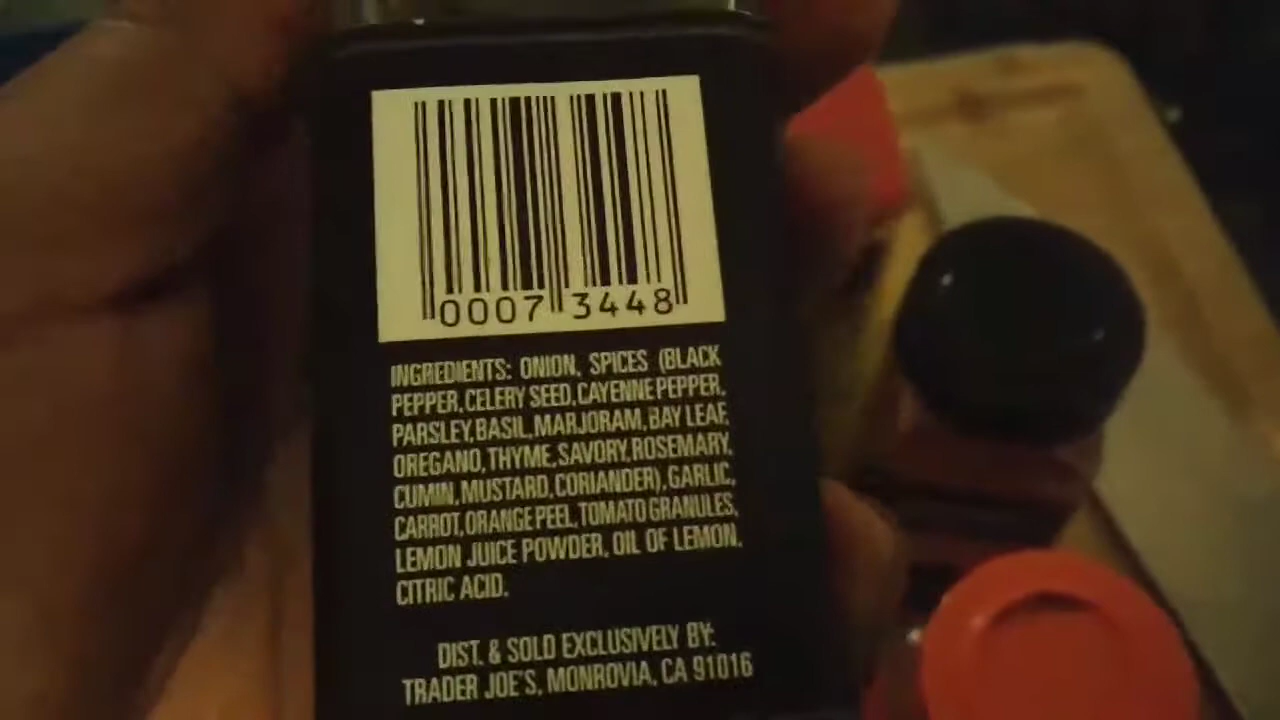 0007 3448
INGREDIENTS: ONION, SPICES (BLACK
PEPPER, CELERY SEED, CAYENNE PEPPER,
PARSLEY, BASIL, MARJORAM, BAY LEAF,
OREGANO, THYME, SAVORY, ROSEMARY,
CUMIN, MUSTARD, CORIANDER), GARLIC,
CARROT, ORANGE PEEL, TOMATO GRANULES,
LEMON JUICE POWDER, OIL OF LEMON,
CITRIC ACID.
DIST. & SOLD EXCLUSIVELY BY:
TRADER JOE'S, MONROVIA, CA 91016